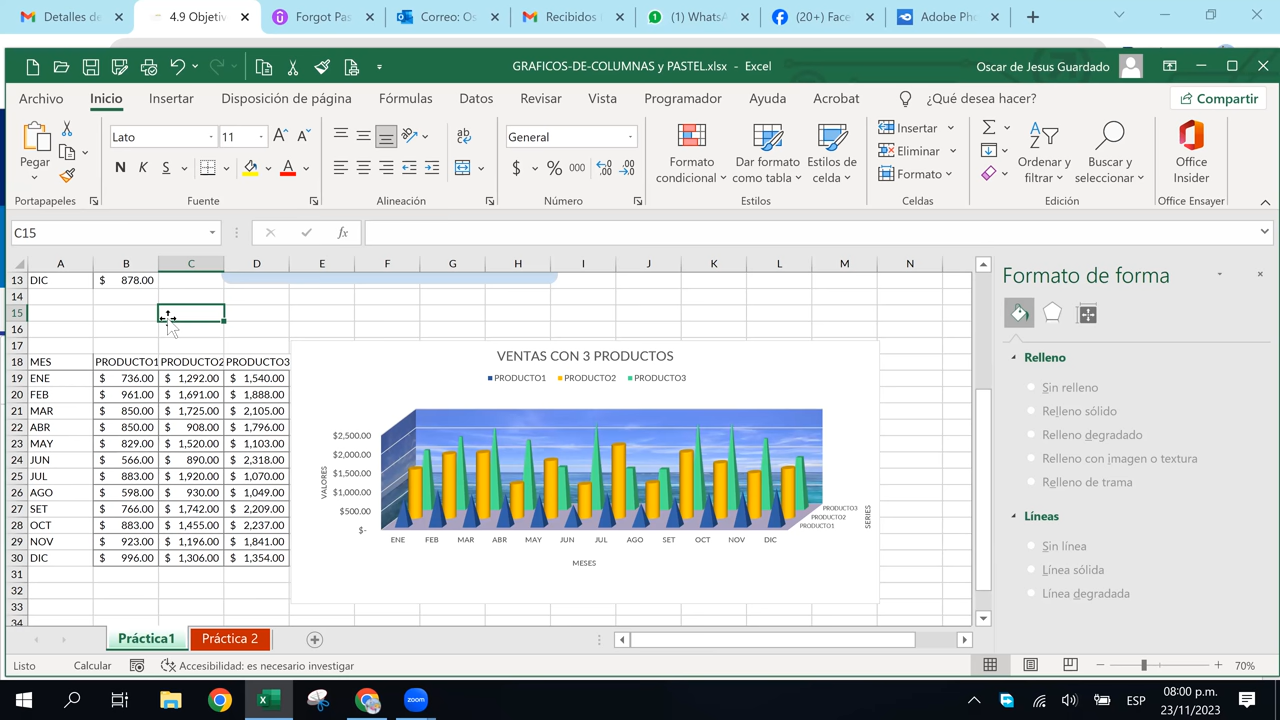 Detalles de
4.9 Objetiv
Forgot Pas
Correo: Os
Recibidos
(1) WhatsA
(20+) Face
Adobe Pho
GRAFICOS-DE-COLUMNAS y PASTEL.xlsx - Excel
Oscar de Jesus Guardado
Archivo Inicio Insertar Disposición de página Fórmulas Datos Revisar Vista Programador Ayuda Acrobat ¿Qué desea hacer? Compartir
Pegar
Lato 11
N K S
General
$ % 000
Formato condicional
Dar formato como tabla
Estilos de celda
Insertar
Eliminar
Formato
Ordenar y filtrar
Buscar y seleccionar
Office Insider
Portapapeles Fuente Alineación Número Estilos Celdas Edición Office Ensayer
C15 fx
A B C D E F G H I J K L M N
13 DIC $ 878.00
14
15
16
17
18 MES PRODUCTO1 PRODUCTO2 PRODUCTO3
19 ENE $ 736.00 $ 1,292.00 $ 1,540.00
20 FEB $ 961.00 $ 1,691.00 $ 1,888.00
21 MAR $ 850.00 $ 1,725.00 $ 2,105.00
22 ABR $ 850.00 $ 908.00 $ 1,796.00
23 MAY $ 829.00 $ 1,520.00 $ 1,103.00
24 JUN $ 566.00 $ 890.00 $ 2,318.00
25 JUL $ 883.00 $ 1,920.00 $ 1,070.00
26 AGO $ 598.00 $ 930.00 $ 1,049.00
27 SET $ 766.00 $ 1,742.00 $ 2,209.00
28 OCT $ 883.00 $ 1,455.00 $ 2,237.00
29 NOV $ 923.00 $ 1,196.00 $ 1,841.00
30 DIC $ 996.00 $ 1,306.00 $ 1,354.00
31
32
33
34
VENTAS CON 3 PRODUCTOS
PRODUCTO1 PRODUCTO2 PRODUCTO3
$2,500.00
$2,000.00
$1,500.00
$1,000.00
$500.00
$-
VALORES
ENE FEB MAR ABR MAY JUN JUL AGO SET OCT NOV DIC
MESES
PRODUCTO3
PRODUCTO2
PRODUCTO1
SERIES
Formato de forma
Relleno
Sin relleno
Relleno sólido
Relleno degradado
Relleno con imagen o textura
Relleno de trama
Líneas
Sin línea
Línea sólida
Línea degradada
Práctica1 Práctica 2
Listo Calcular Accesibilidad: es necesario investigar 70%
zoom
ESP
08:00 p.m.
23/11/2023